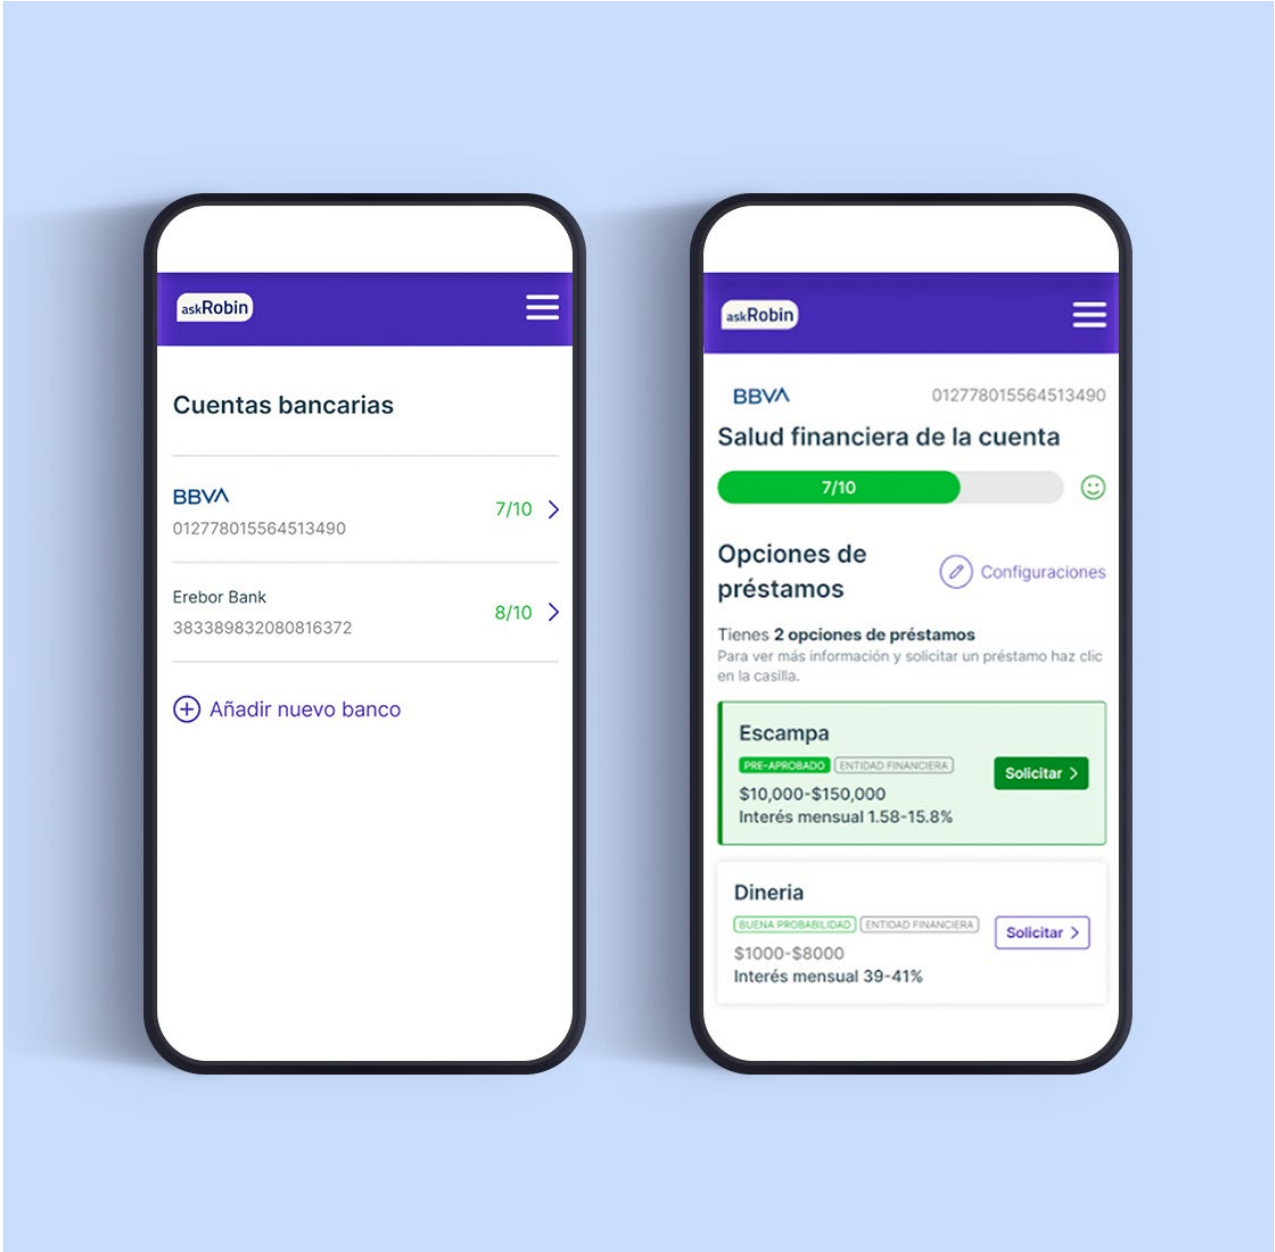 askRobin
Cuentas bancarias
BBVA
012778015564513490
7/10
Erebor Bank
383389832080816372
8/10
Añadir nuevo banco
askRobin
BBVA
012778015564513490
Salud financiera de la cuenta
7/10
Opciones de
préstamos
Configuraciones
Tienes 2 opciones de préstamos
Para ver más información y solicitar un préstamo haz clic
en la casilla.
Escampa
PRE-APROBADO ENTIDAD FINANCIERA
Solicitar
$10,000-$150,000
Interés mensual 1.58-15.8%
Dineria
BUENA PROBABILIDAD ENTIDAD FINANCIERA
Solicitar
$1000-$8000
Interés mensual 39-41%